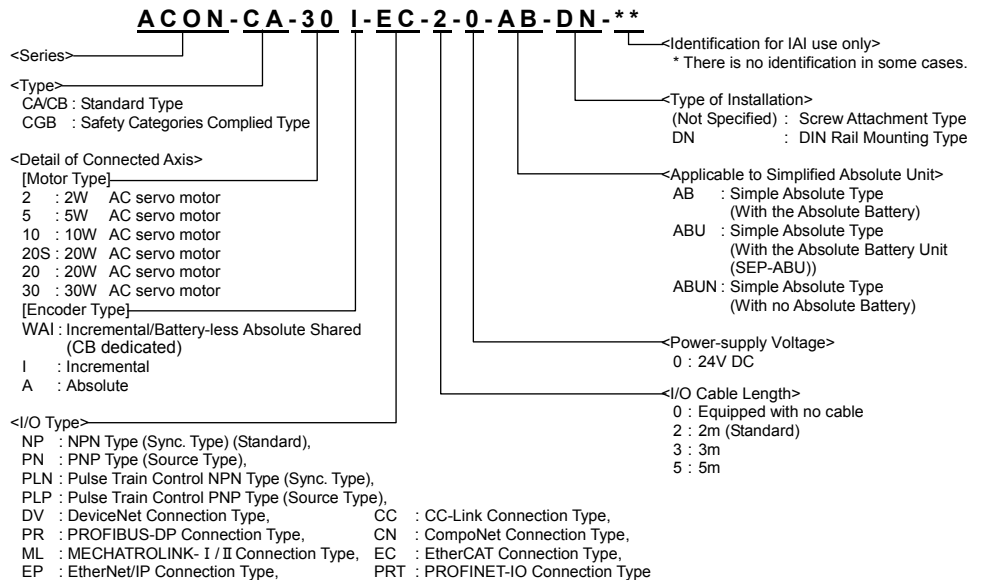 ACON-CA-30 I-EC-2-0-AB-DN-**
<Series>
<Type>
CA/CB : Standard Type
CGB : Safety Categories Complied Type
<Detail of Connected Axis>
[Motor Type]
2 : 2W AC servo motor
5 : 5W AC servo motor
10 : 10W AC servo motor
20S : 20W AC servo motor
20 : 20W AC servo motor
30 : 30W AC servo motor
[Encoder Type]
WAI : Incremental/Battery-less Absolute Shared
(CB dedicated)
I : Incremental
A : Absolute
<I/O Type>
NP : NPN Type (Sync. Type) (Standard),
PN : PNP Type (Source Type),
PLN : Pulse Train Control NPN Type (Sync. Type),
PLP : Pulse Train Control PNP Type (Source Type),
DV : DeviceNet Connection Type, CC : CC-Link Connection Type,
PR : PROFIBUS-DP Connection Type, CN : CompoNet Connection Type,
ML : MECHATROLINK-Ⅰ/Ⅱ Connection Type, EC : EtherCAT Connection Type,
EP : EtherNet/IP Connection Type, PRT : PROFINET-IO Connection Type
<Identification for IAI use only>
* There is no identification in some cases.
<Type of Installation>
(Not Specified) : Screw Attachment Type
DN : DIN Rail Mounting Type
<Applicable to Simplified Absolute Unit>
AB : Simple Absolute Type
(With the Absolute Battery)
ABU : Simple Absolute Type
(With the Absolute Battery Unit
(SEP-ABU))
ABUN : Simple Absolute Type
(With no Absolute Battery)
<Power-supply Voltage>
0 : 24V DC
<I/O Cable Length>
0 : Equipped with no cable
2 : 2m (Standard)
3 : 3m
5 : 5m